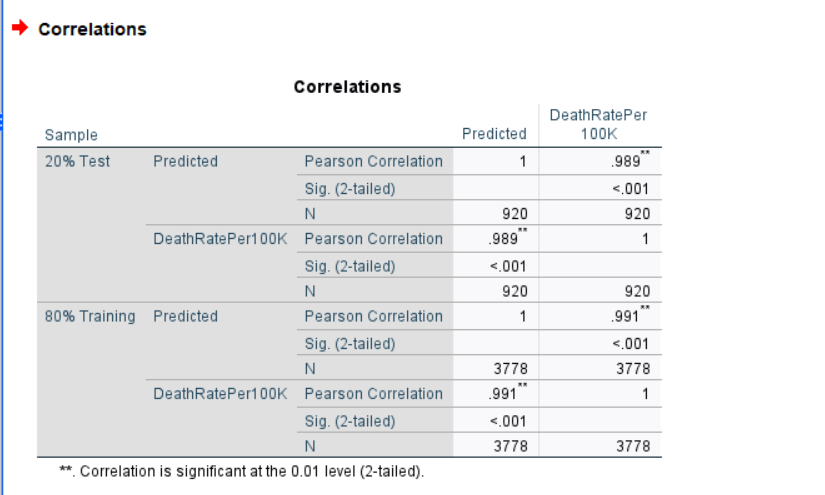 Correlations
Correlations
Sample Predicted DeathRatePer100K
20% Test Predicted Pearson Correlation 1 .989**
Sig. (2-tailed) <.001
N 920 920
DeathRatePer100K Pearson Correlation .989** 1
Sig. (2-tailed) <.001
N 920 920
80% Training Predicted Pearson Correlation 1 .991**
Sig. (2-tailed) <.001
N 3778 3778
DeathRatePer100K Pearson Correlation .991** 1
Sig. (2-tailed) <.001
N 3778 3778
**. Correlation is significant at the 0.01 level (2-tailed).